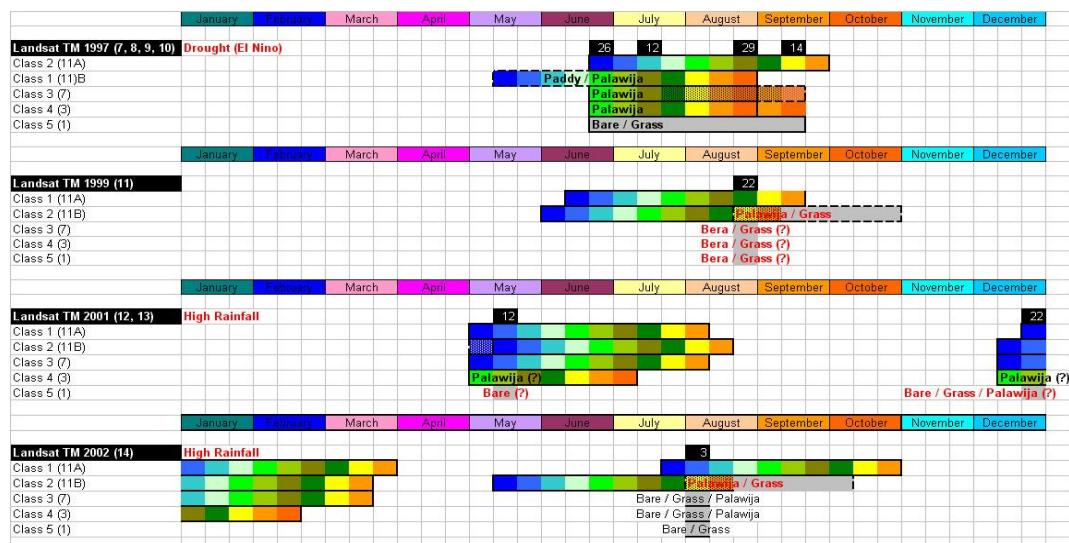 January February March April May June July August September October November December
Landsat TM 1997 (7, 8, 9, 10) Drought (El Nino) 26 12 29 14
Class 2 (11A)
Class 1 (11)B Paddy / Palawija
Class 3 (7) Palawija
Class 4 (3) Palawija
Class 5 (1) Bare / Grass
January February March April May June July August September October November December
Landsat TM 1999 (11) 22
Class 1 (11A)
Class 2 (11B) Palawija / Grass
Class 3 (7) Bera / Grass (?)
Class 4 (3) Bera / Grass (?)
Class 5 (1) Bera / Grass (?)
January February March April May June July August September October November December
Landsat TM 2001 (12, 13) High Rainfall 12 22
Class 1 (11A)
Class 2 (11B)
Class 3 (7)
Class 4 (3) Palawija (?) Palawija (?)
Class 5 (1) Bare (?) Bare / Grass / Palawija (?)
January February March April May June July August September October November December
Landsat TM 2002 (14) High Rainfall 3
Class 1 (11A)
Class 2 (11B) Palawija / Grass
Class 3 (7) Bare / Grass / Palawija
Class 4 (3) Bare / Grass / Palawija
Class 5 (1) Bare / Grass